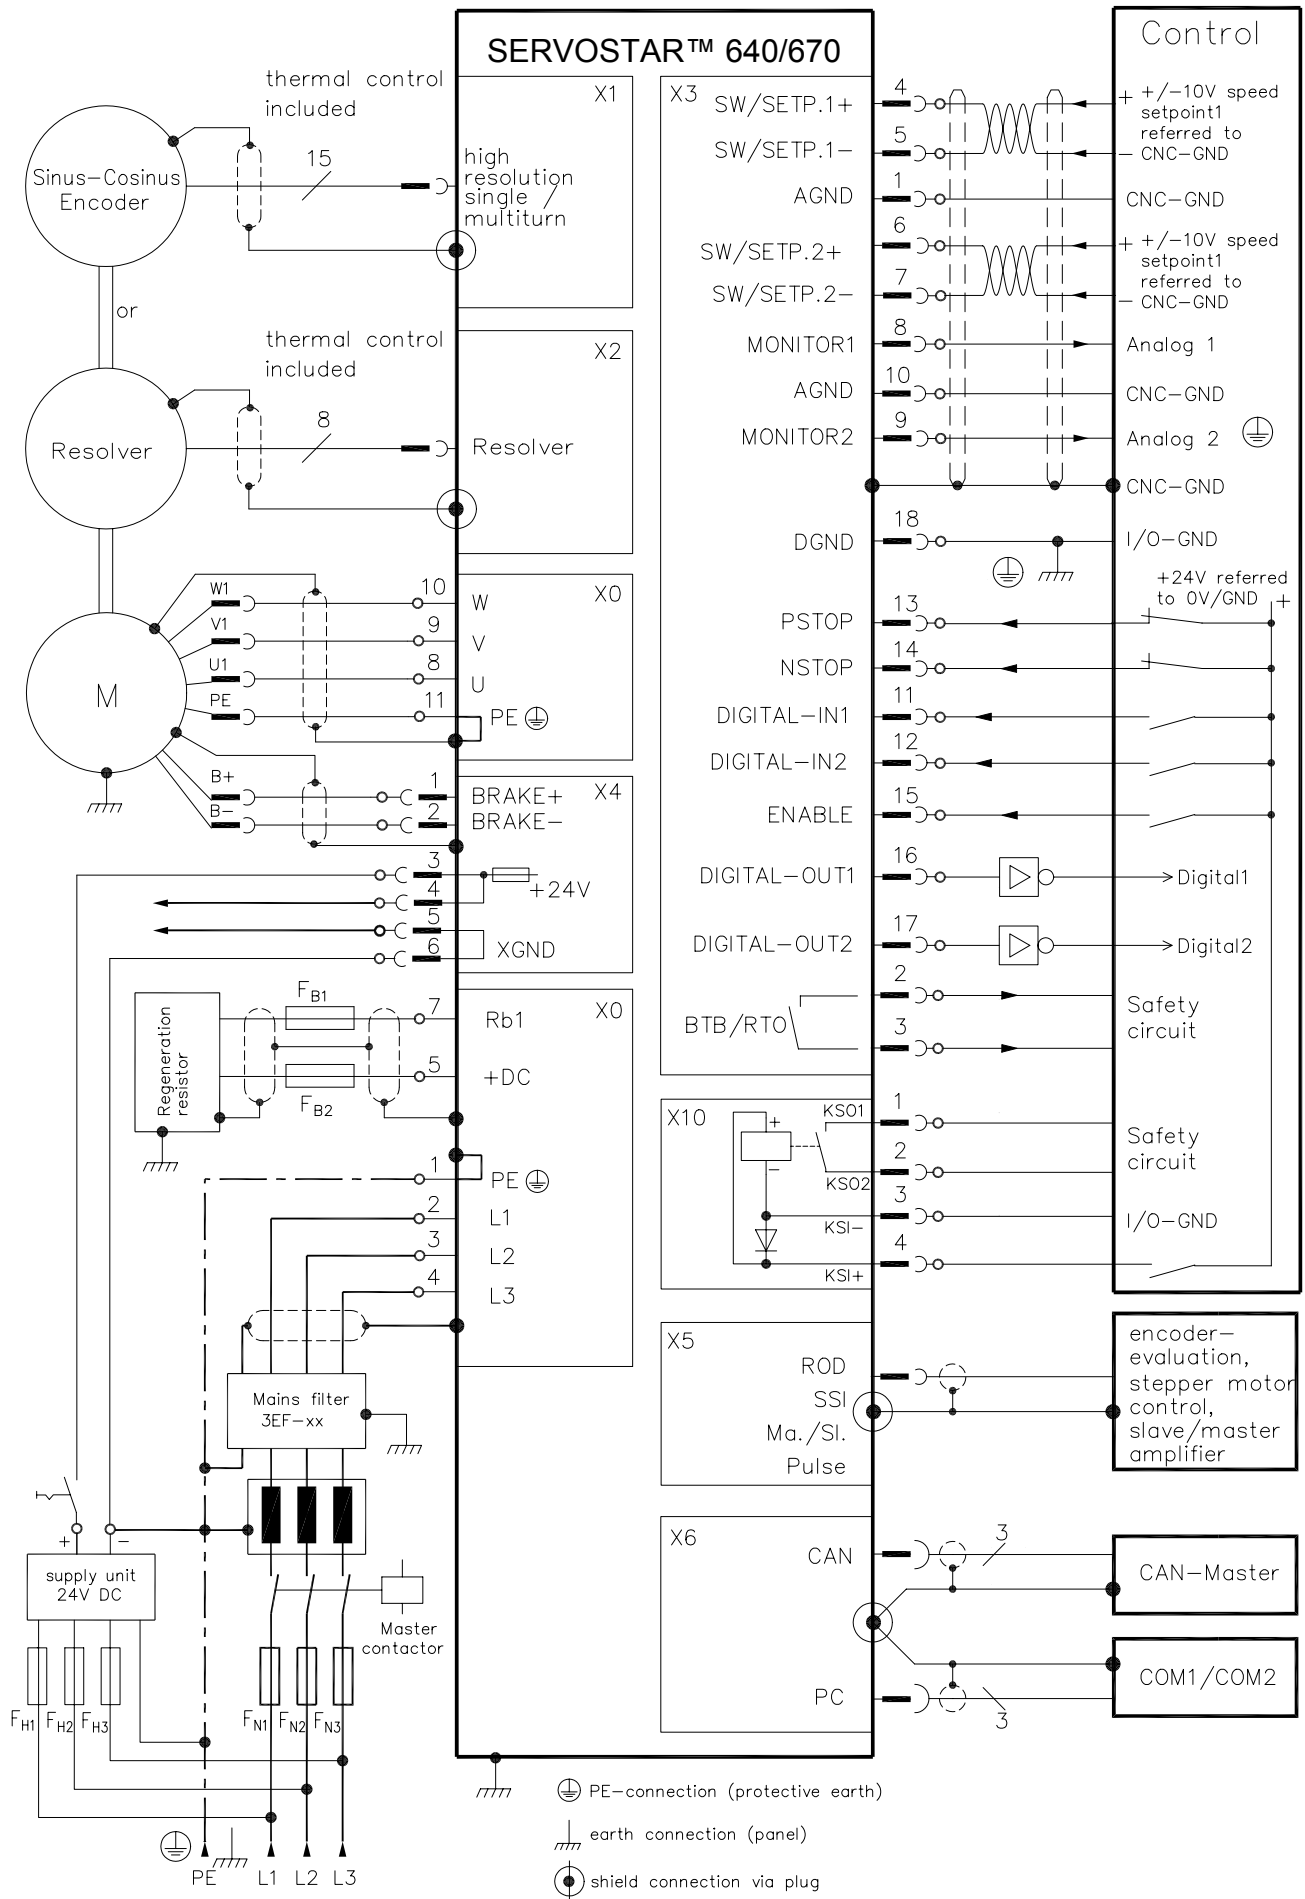 SERVOSTAR™ 640/670
Control
thermal control
included
X1
Sinus-Cosinus
Encoder
15
high
resolution
single /
multiturn
or
thermal control
included
X2
Resolver
8
Resolver
X0
W1
10
W
V1
9
V
U1
8
U
PE
11
PE
M
X4
B+
1
BRAKE+
B-
2
BRAKE-
3
+24V
4
5
XGND
6
X0
Regeneration
resistor
FB1
7
Rb1
5
+DC
FB2
1
PE
2
L1
3
L2
4
L3
Mains filter
3EF-xx
+
-
supply unit
24V DC
Master
contactor
FH1
FH2
FH3
FN1
FN2
FN3
PE
L1
L2
L3
X3
SW/SETP.1+
4
+ +/-10V speed
setpoint1
referred to
SW/SETP.1-
5
- CNC-GND
AGND
1
CNC-GND
SW/SETP.2+
6
+ +/-10V speed
setpoint1
referred to
SW/SETP.2-
7
- CNC-GND
MONITOR1
8
Analog 1
AGND
10
CNC-GND
MONITOR2
9
Analog 2
CNC-GND
DGND
18
I/O-GND
+24V referred
to 0V/GND
+
PSTOP
13
NSTOP
14
DIGITAL-IN1
11
DIGITAL-IN2
12
ENABLE
15
DIGITAL-OUT1
16
Digital1
DIGITAL-OUT2
17
Digital2
BTB/RTO
2
3
Safety
circuit
X10
+
-
KSO1
1
KSO2
2
Safety
circuit
KSI-
3
I/O-GND
KSI+
4
X5
ROD
SSI
Ma./Sl.
Pulse
encoder-
evaluation,
stepper motor
control,
slave/master
amplifier
X6
CAN
3
CAN-Master
PC
3
COM1/COM2
PE-connection (protective earth)
earth connection (panel)
shield connection via plug